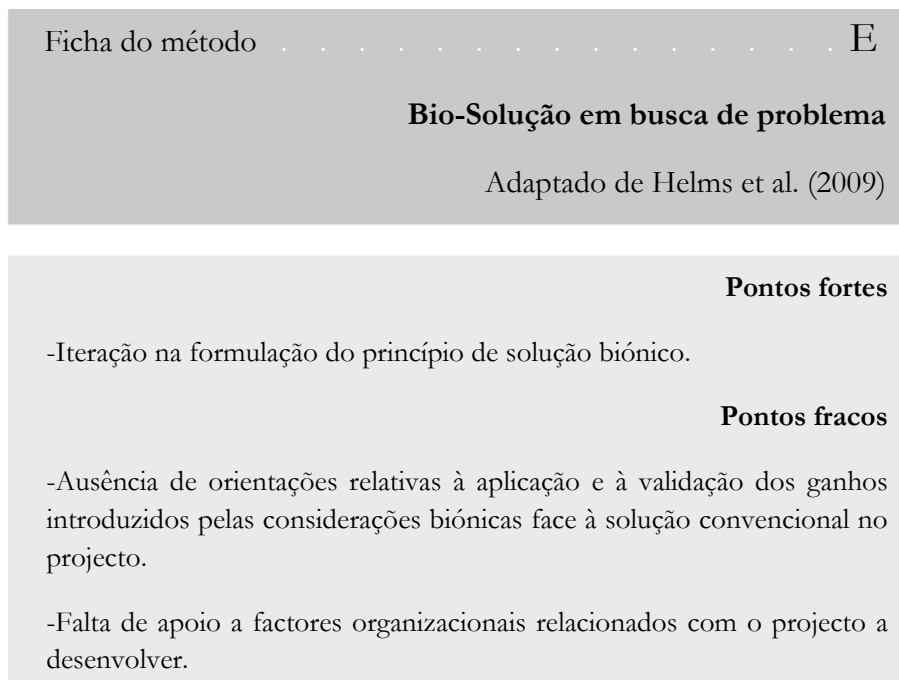 Ficha do método . . . . . . . . . . . . . . . . E
Bio-Solução em busca de problema
Adaptado de Helms et al. (2009)
Pontos fortes
-Iteração na formulação do princípio de solução biónico.
Pontos fracos
-Ausência de orientações relativas à aplicação e à validação dos ganhos
introduzidos pelas considerações biónicas face à solução convencional no
projecto.
-Falta de apoio a factores organizacionais relacionados com o projecto a
desenvolver.